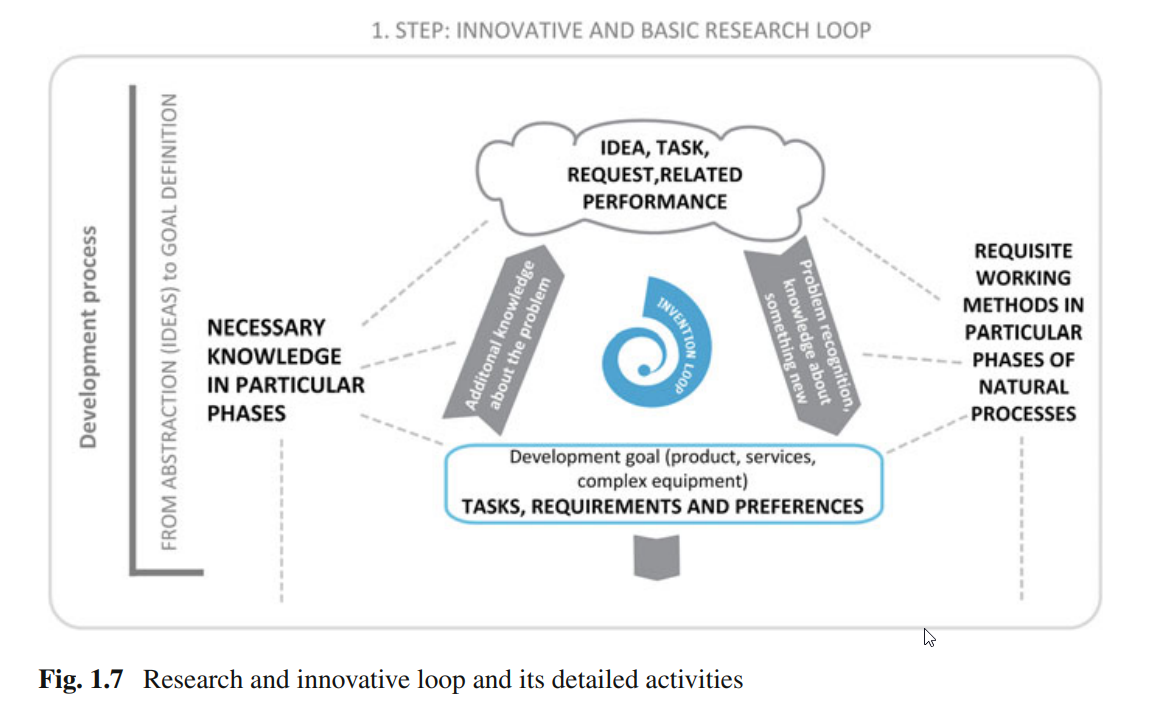 1. STEP: INNOVATIVE AND BASIC RESEARCH LOOP
Development process
FROM ABSTRACTION (IDEAS) to GOAL DEFINITION
IDEA, TASK,
REQUEST,RELATED
PERFORMANCE
NECESSARY
KNOWLEDGE
IN PARTICULAR
PHASES
Additonal knowledge
about the problem
INVENTION LOOP
Problem recognition,
knowledge about
something new
REQUISITE
WORKING
METHODS IN
PARTICULAR
PHASES OF
NATURAL
PROCESSES
Development goal (product, services,
complex equipment)
TASKS, REQUIREMENTS AND PREFERENCES
Fig. 1.7 Research and innovative loop and its detailed activities